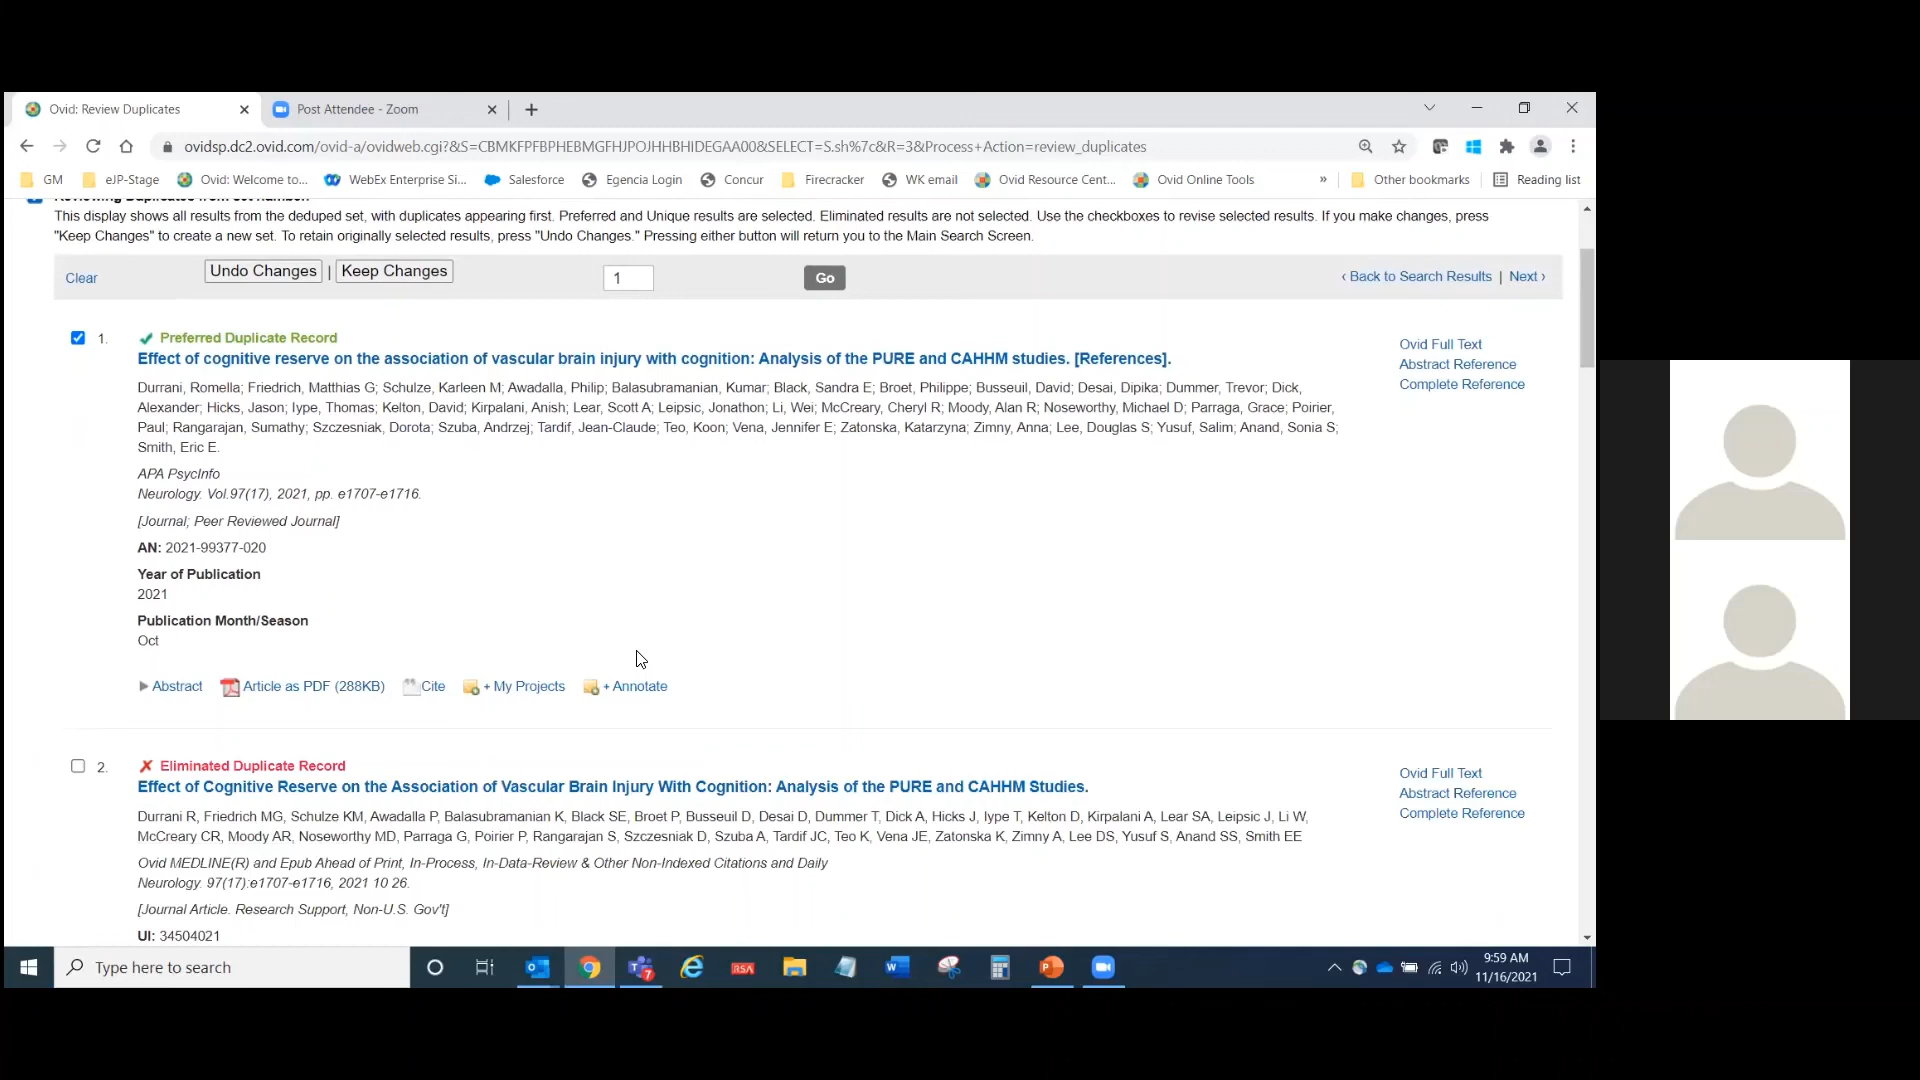 Ovid: Review Duplicates
Post Attendee - Zoom
ovidsp.dc2.ovid.com/ovid-a/ovidweb.cgi?&S=CBMKFPFBPHEBMGFHJPOJHHBHIDEGAA00&SELECT=S.sh%7c&R=3&Process+Action=review_duplicates
GM eJP-Stage Ovid: Welcome to... WebEx Enterprise Si... Salesforce Egencia Login Concur Firecracker WK email Ovid Resource Cent... Ovid Online Tools » Other bookmarks Reading list
Reviewing Duplicates from set number
This display shows all results from the deduped set, with duplicates appearing first. Preferred and Unique results are selected. Eliminated results are not selected. Use the checkboxes to revise selected results. If you make changes, press
"Keep Changes" to create a new set. To retain originally selected results, press "Undo Changes." Pressing either button will return you to the Main Search Screen.
Clear Undo Changes | Keep Changes 1 Go ‹ Back to Search Results | Next ›
1. Preferred Duplicate Record
Effect of cognitive reserve on the association of vascular brain injury with cognition: Analysis of the PURE and CAHHM studies. [References].
Durrani, Romella; Friedrich, Matthias G; Schulze, Karleen M; Awadalla, Philip; Balasubramanian, Kumar; Black, Sandra E; Broet, Philippe; Busseuil, David; Desai, Dipika; Dummer, Trevor; Dick,
Alexander; Hicks, Jason; Iype, Thomas; Kelton, David; Kirpalani, Anish; Lear, Scott A; Leipsic, Jonathon; Li, Wei; McCreary, Cheryl R; Moody, Alan R; Noseworthy, Michael D; Parraga, Grace; Poirier,
Paul; Rangarajan, Sumathy; Szczesniak, Dorota; Szuba, Andrzej; Tardif, Jean-Claude; Teo, Koon; Vena, Jennifer E; Zatonska, Katarzyna; Zimny, Anna; Lee, Douglas S; Yusuf, Salim; Anand, Sonia S;
Smith, Eric E.
APA PsycInfo
Neurology. Vol.97(17), 2021, pp. e1707-e1716.
[Journal; Peer Reviewed Journal]
AN: 2021-99377-020
Year of Publication
2021
Publication Month/Season
Oct
Abstract Article as PDF (288KB) Cite + My Projects + Annotate
Ovid Full Text
Abstract Reference
Complete Reference
2. Eliminated Duplicate Record
Effect of Cognitive Reserve on the Association of Vascular Brain Injury With Cognition: Analysis of the PURE and CAHHM Studies.
Durrani R, Friedrich MG, Schulze KM, Awadalla P, Balasubramanian K, Black SE, Broet P, Busseuil D, Desai D, Dummer T, Dick A, Hicks J, Iype T, Kelton D, Kirpalani A, Lear SA, Leipsic J, Li W,
McCreary CR, Moody AR, Noseworthy MD, Parraga G, Poirier P, Rangarajan S, Szczesniak D, Szuba A, Tardif JC, Teo K, Vena JE, Zatonska K, Zimny A, Lee DS, Yusuf S, Anand SS, Smith EE
Ovid MEDLINE(R) and Epub Ahead of Print, In-Process, In-Data-Review & Other Non-Indexed Citations and Daily
Neurology. 97(17):e1707-e1716, 2021 10 26.
[Journal Article. Research Support, Non-U.S. Gov't]
UI: 34504021
Ovid Full Text
Abstract Reference
Complete Reference
Type here to search
7
RSA
9:59 AM
11/16/2021